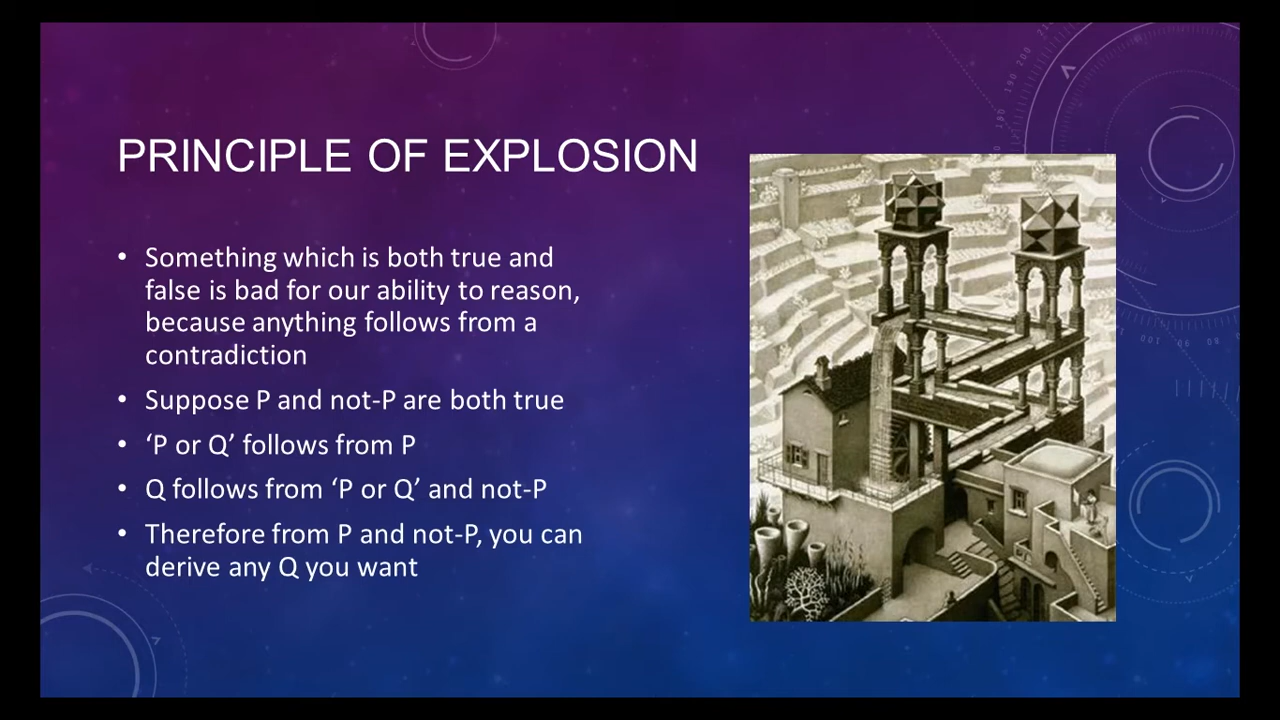 PRINCIPLE OF EXPLOSION
• Something which is both true and
false is bad for our ability to reason,
because anything follows from a
contradiction
• Suppose P and not-P are both true
• ‘P or Q’ follows from P
• Q follows from ‘P or Q’ and not-P
• Therefore from P and not-P, you can
derive any Q you want